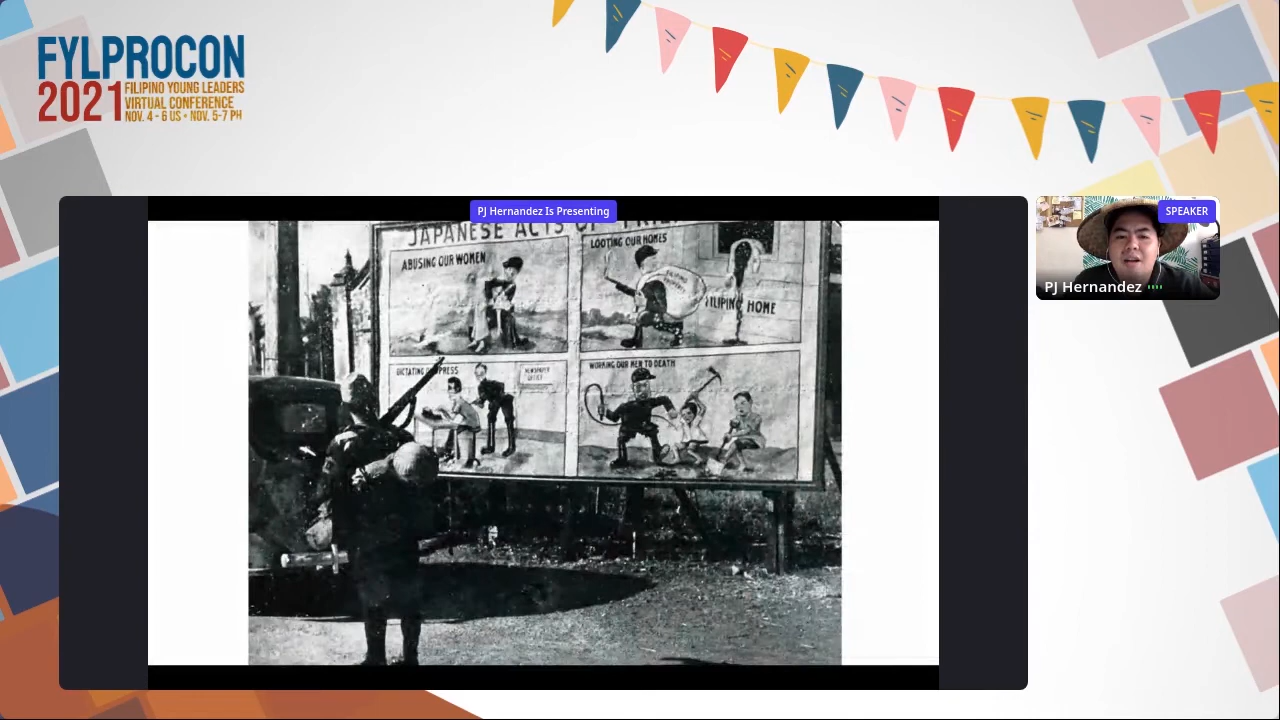 FYLPROCON
2021 FILIPINO YOUNG LEADERS
VIRTUAL CONFERENCE
NOV. 4 - 6 US • NOV. 5-7 PH
PJ Hernandez Is Presenting
SPEAKER
PJ Hernandez
JAPANESE ACTS OF
ABUSING OUR WOMEN
LOOTING OUR HOMES
FILIPINO HOME
DICTATING PRESS
NEWSPAPER
OFFICE
WORKING OUR MEN TO DEATH